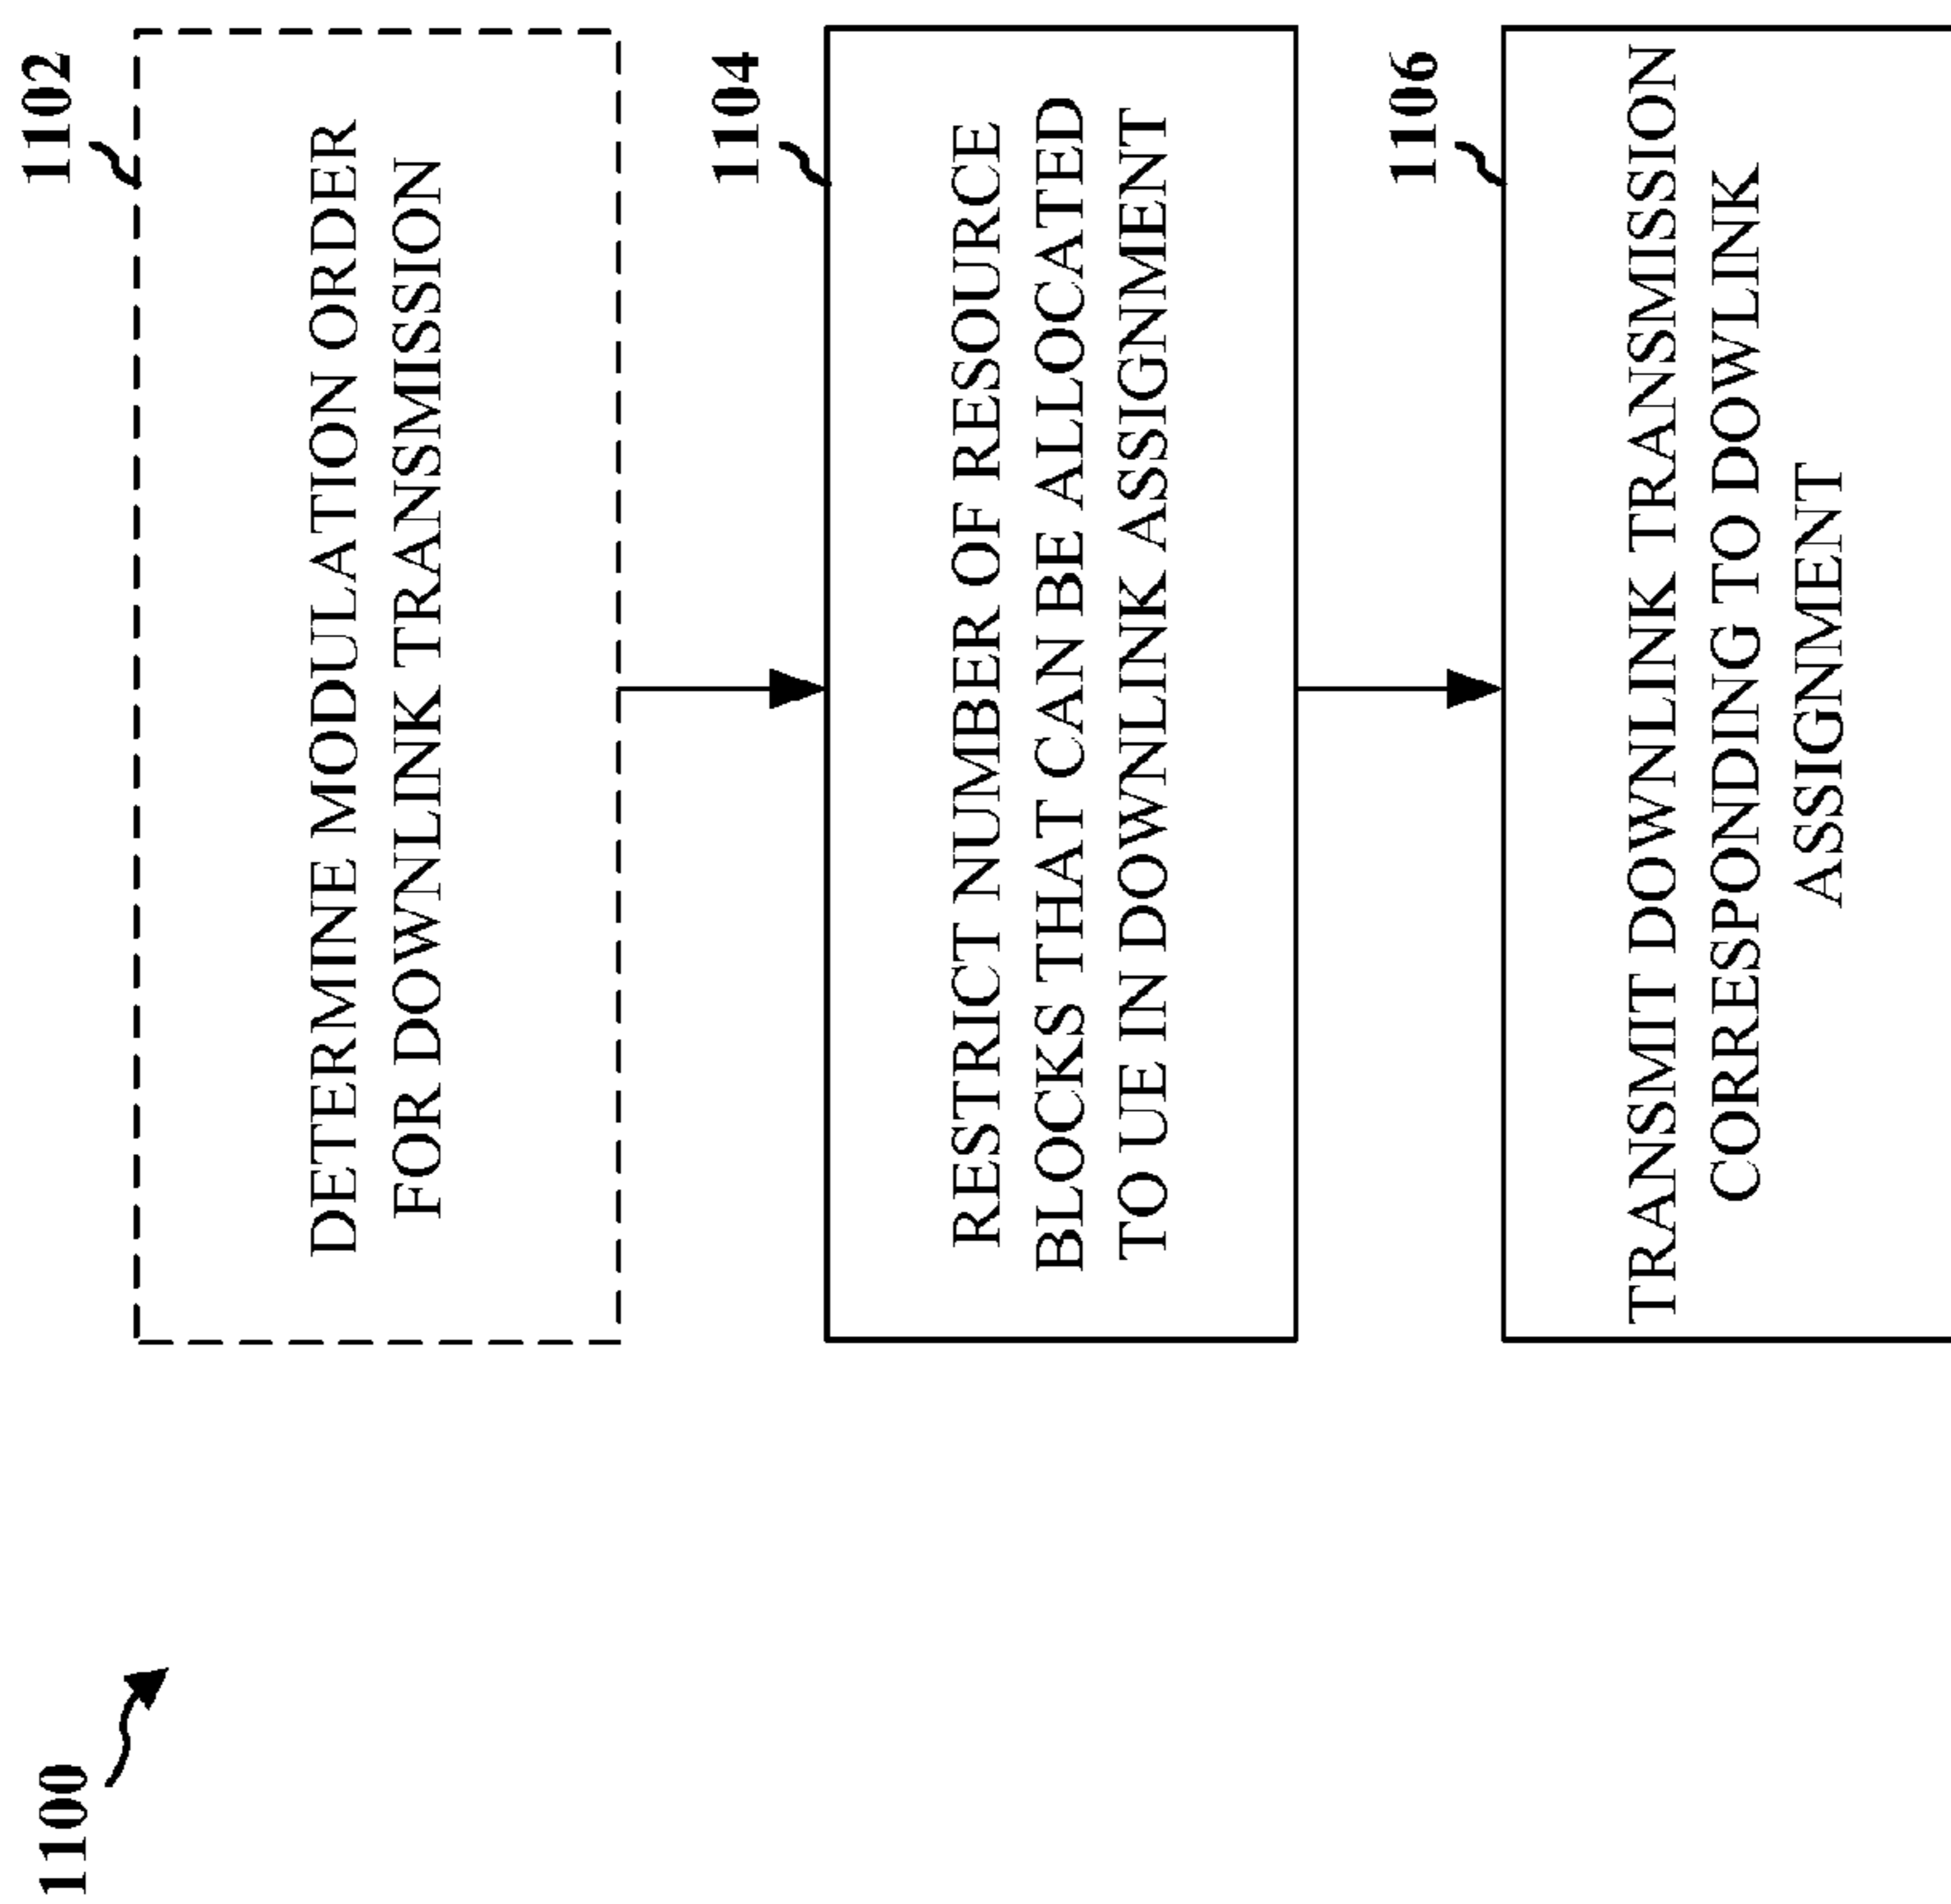 1100
1102
DETERMINE MODULATION ORDER
FOR DOWNLINK TRANSMISSION
1104
RESTRICT NUMBER OF RESOURCE
BLOCKS THAT CAN BE ALLOCATED
TO UE IN DOWNLINK ASSIGNMENT
1106
TRANSMIT DOWNLINK TRANSMISSION
CORRESPONDING TO DOWLINK
ASSIGNMENT